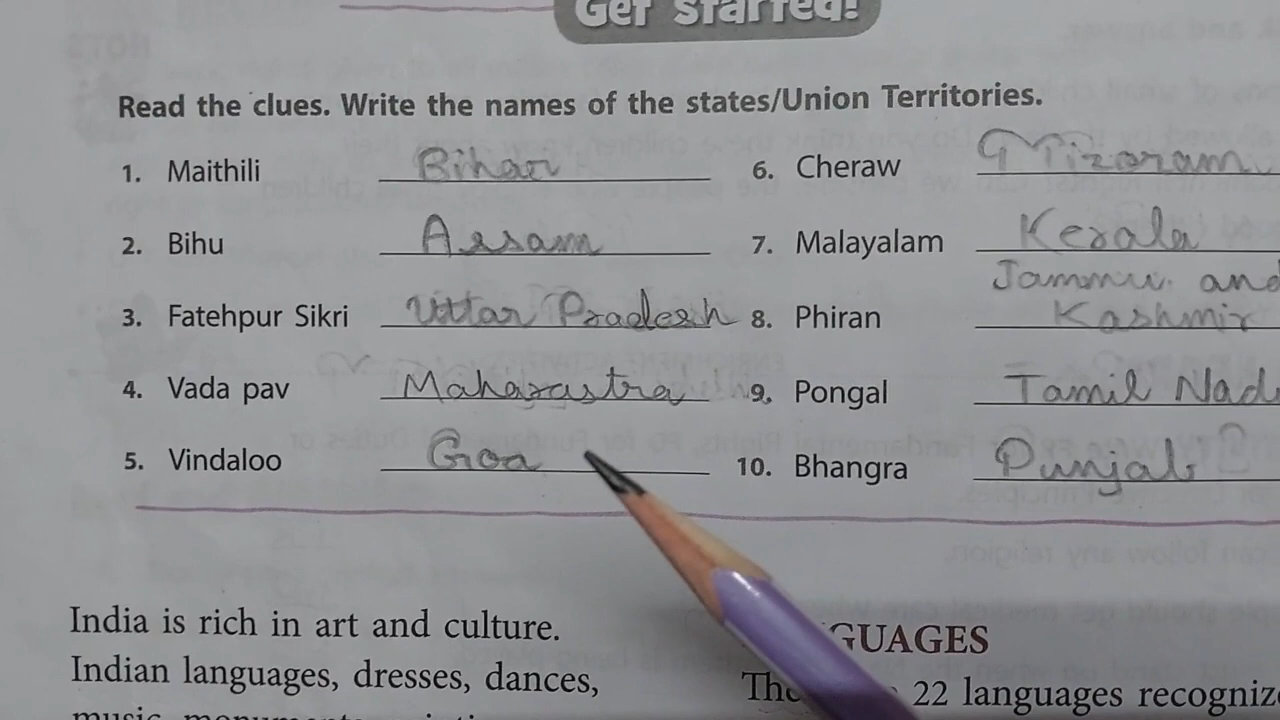 Get Started!
Read the clues. Write the names of the states/Union Territories.
1. Maithili Bihar
2. Bihu Assam
3. Fatehpur Sikri Uttar Pradesh
4. Vada pav Maharastra
5. Vindaloo Goa
6. Cheraw Mizoram
7. Malayalam Kerala
8. Phiran Jammu and
Kashmir
9. Pongal Tamil Nad
10. Bhangra Punjab
India is rich in art and culture.
Indian languages, dresses, dances,
GUAGES
22 languages recogniz